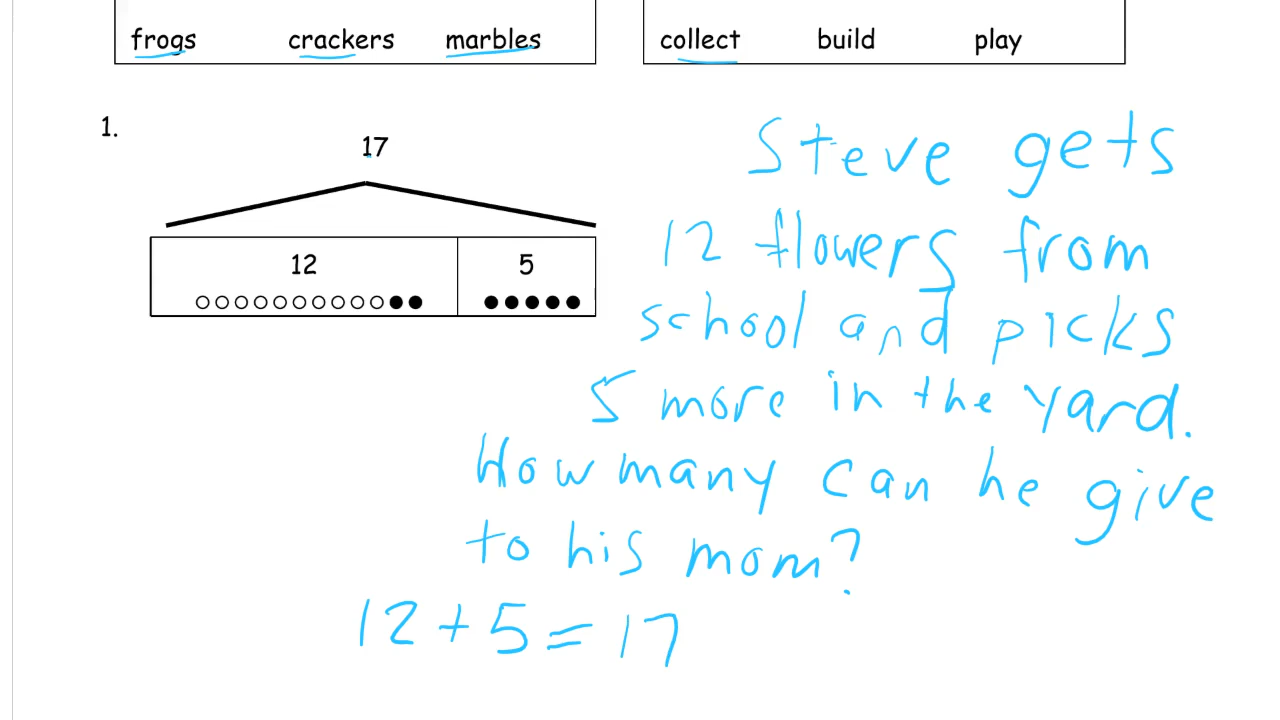 frogs crackers marbles
collect build play
1.
17
12 5
Steve gets
12 flowers from
school and picks
5 more in the yard.
How many can he give
to his mom?
12 + 5 = 17